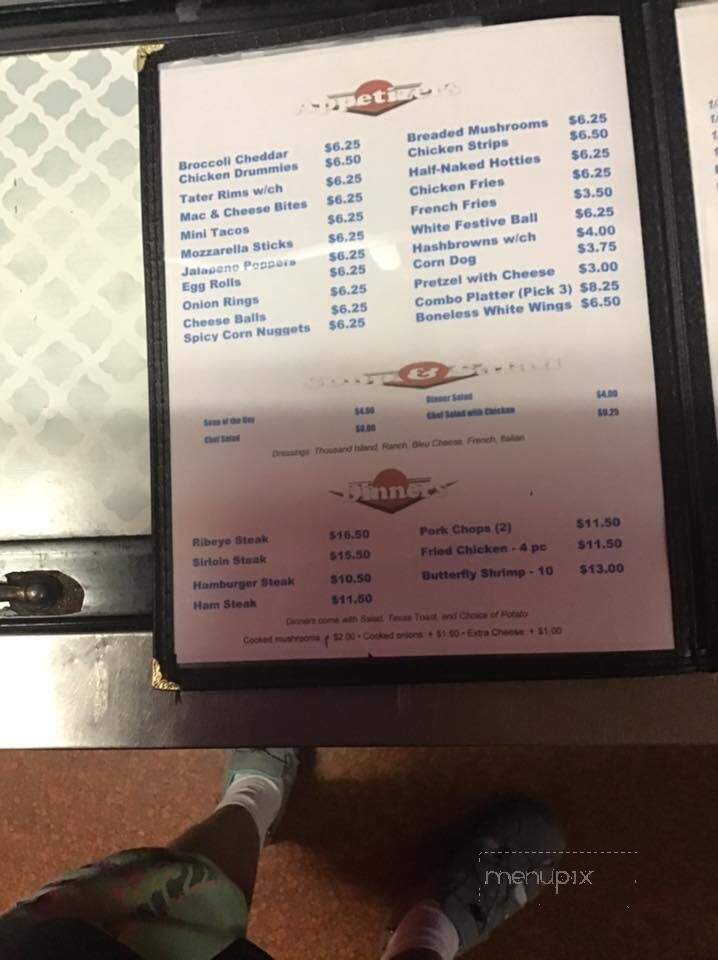 Appetizers
Broccoli Cheddar $6.25
Chicken Drummies $6.50
Tater Rims w/ch $6.25
Mac & Cheese Bites $6.25
Mini Tacos $6.25
Mozzarella Sticks $6.25
Jalapeno Poppers $6.25
Egg Rolls $6.25
Onion Rings $6.25
Cheese Balls $6.25
Spicy Corn Nuggets $6.25
Breaded Mushrooms $6.25
Chicken Strips $6.50
Half-Naked Hotties $6.25
Chicken Fries $6.25
French Fries $3.50
White Festive Ball $6.25
Hashbrowns w/ch $4.00
Corn Dog $3.75
Pretzel with Cheese $3.00
Combo Platter (Pick 3) $8.25
Boneless White Wings $6.50
Soup & Salad
Soup of the Day $4.50
Chef Salad $8.00
Dinner Salad $4.00
Chef Salad with Chicken $9.25
Dressings: Thousand Island, Ranch, Bleu Cheese, French, Italian
Dinners
Ribeye Steak $16.50
Sirloin Steak $15.50
Hamburger Steak $10.50
Ham Steak $11.50
Pork Chops (2) $11.50
Fried Chicken - 4 pc $11.50
Butterfly Shrimp - 10 $13.00
Dinners come with Salad, Texas Toast, and Choice of Potato
Cooked mushrooms $2.00 • Cooked onions + $1.50 • Extra Cheese + $1.00
menupix